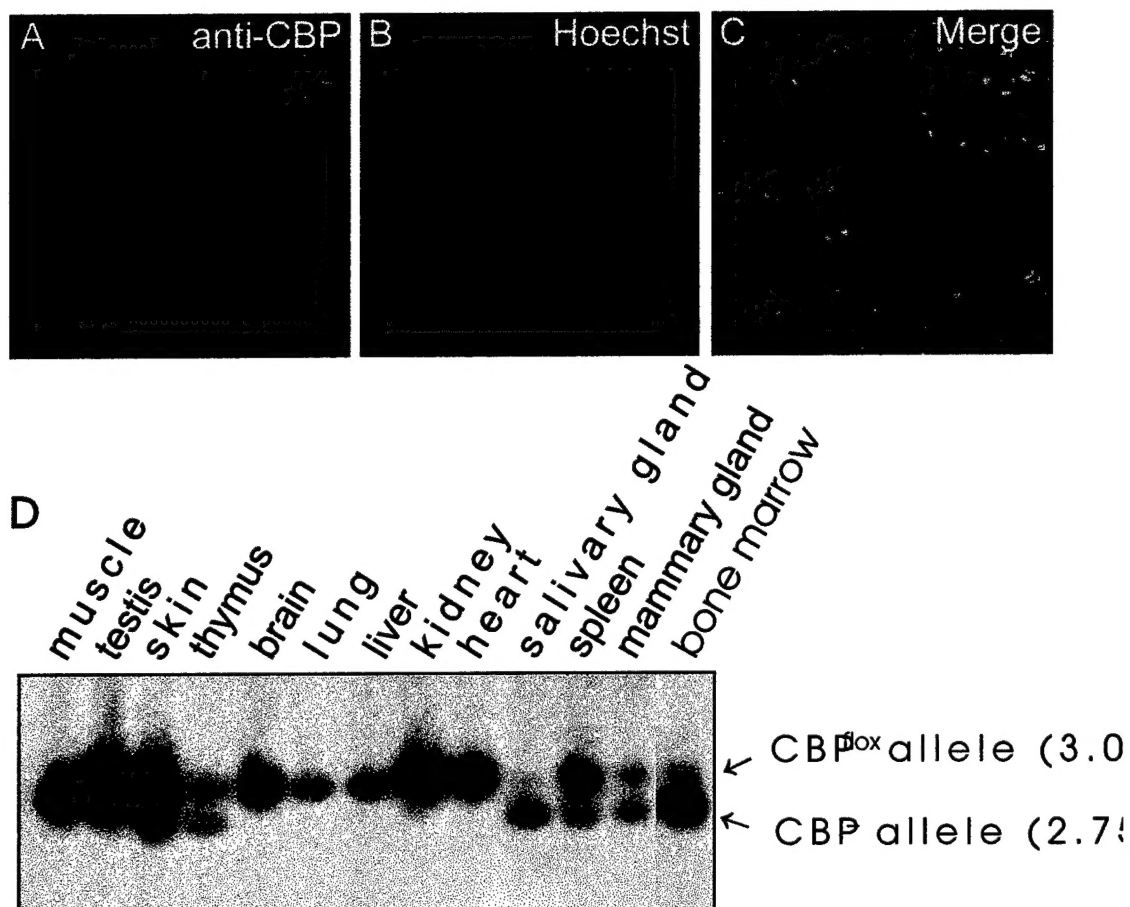 A anti-CBP
B Hoechst
C Merge
D
muscle
testis
skin
thymus
brain
lung
liver
kidney
heart
salivary gland
spleen
mammary gland
bone marrow
CBPflox allele (3.0
CBP- allele (2.75